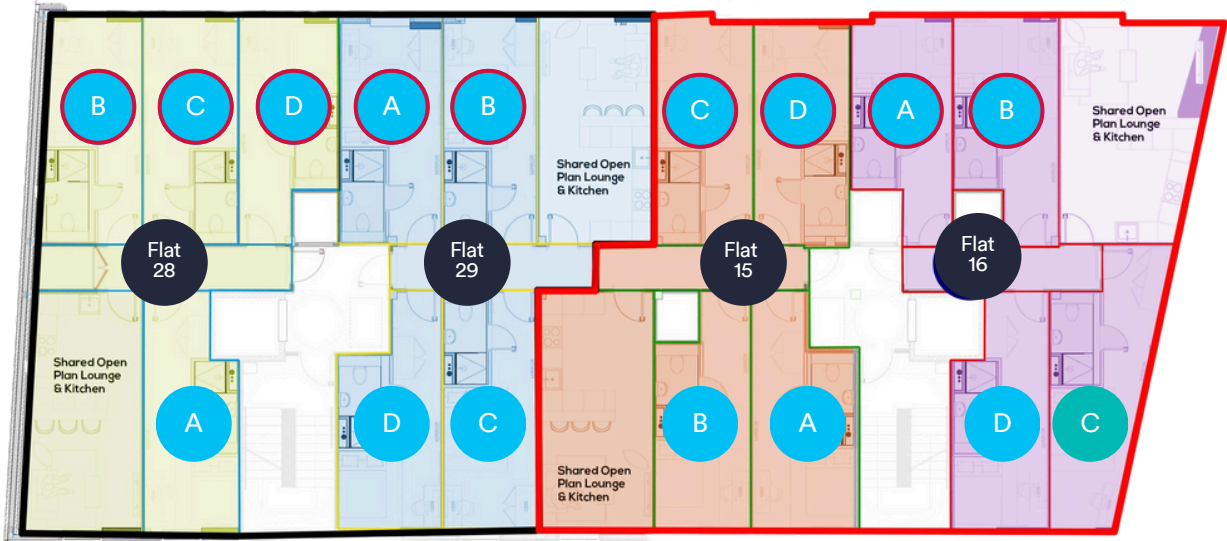 B
C
D
A
B
C
D
A
B
Shared Open
Plan Lounge
& Kitchen
Shared Open
Plan Lounge
& Kitchen
Flat
28
Flat
29
Flat
15
Flat
16
Shared Open
Plan Lounge
& Kitchen
A
D
C
B
A
D
C
Shared Open
Plan Lounge
& Kitchen